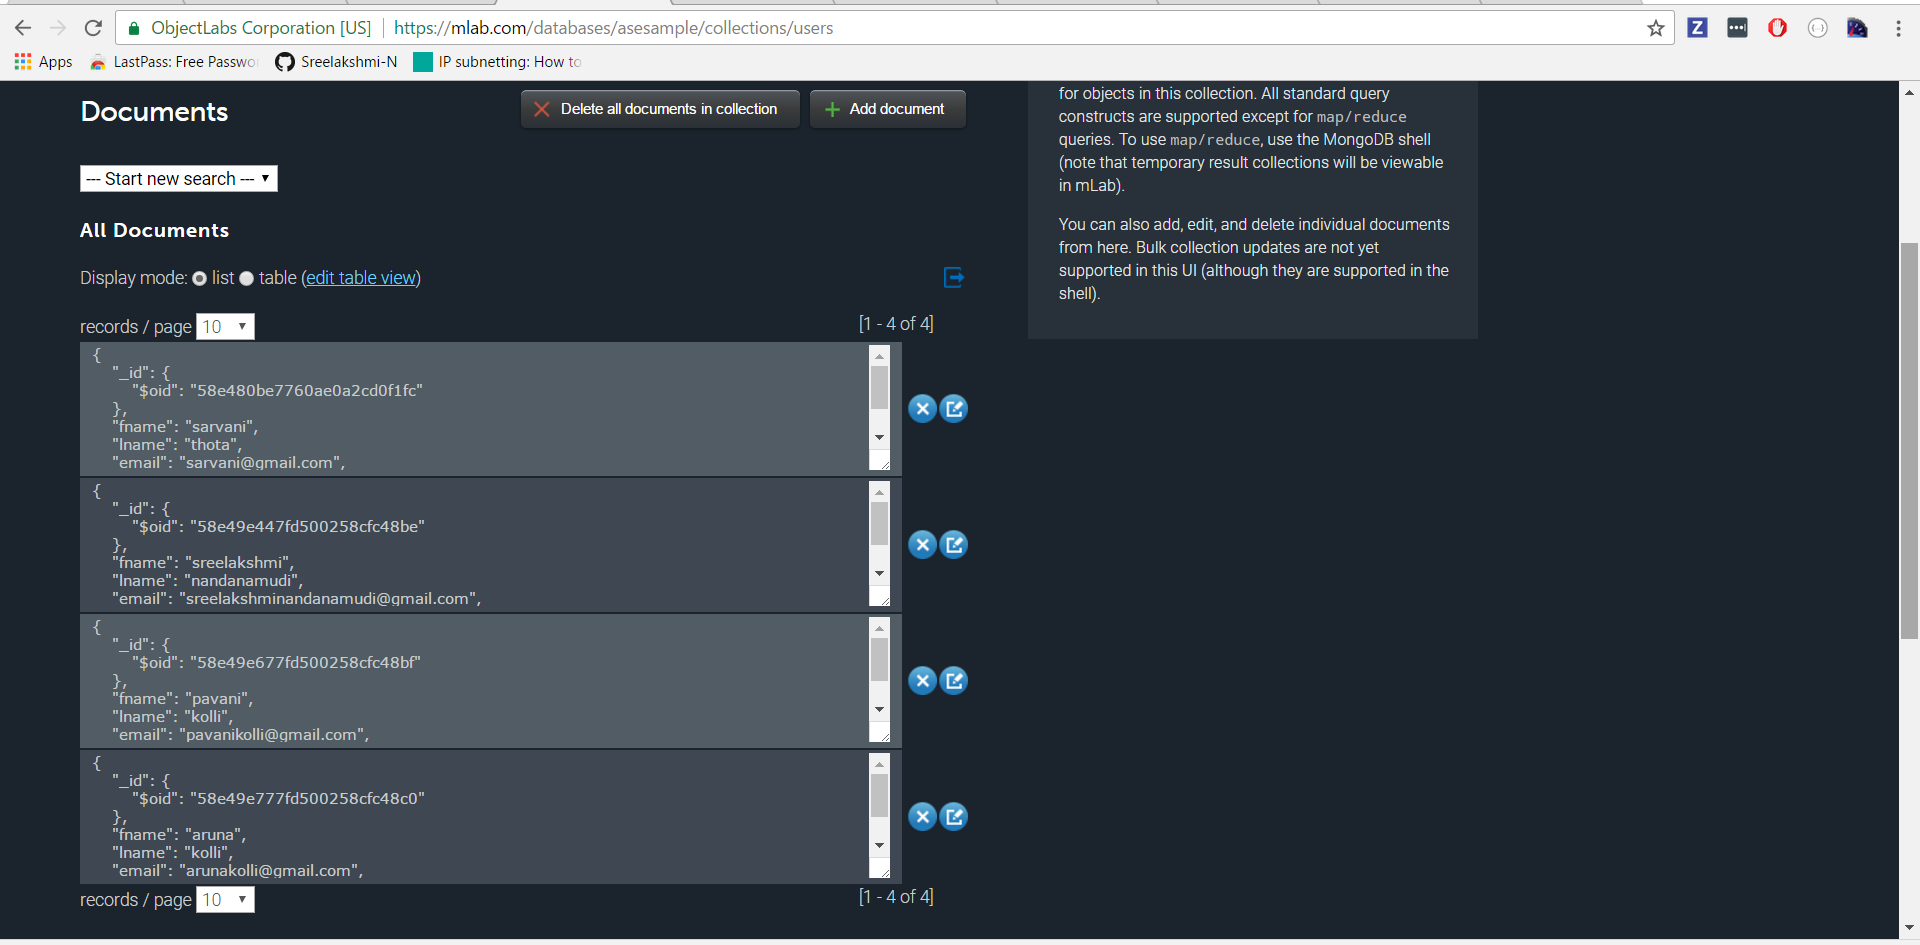 ObjectLabs Corporation [US] https://mlab.com/databases/asesample/collections/users
Apps LastPass: Free Passwo Sreelakshmi-N IP subnetting: How to
Documents
Delete all documents in collection
Add document
--- Start new search ---
All Documents
Display mode: list table (edit table view)
records / page 10
[1 - 4 of 4]
{
"_id": {
"$oid": "58e480be7760ae0a2cd0f1fc"
},
"fname": "sarvani",
"lname": "thota",
"email": "sarvani@gmail.com",
{
"_id": {
"$oid": "58e49e447fd500258cfc48be"
},
"fname": "sreelakshmi",
"lname": "nandanamudi",
"email": "sreelakshminandanamudi@gmail.com",
{
"_id": {
"$oid": "58e49e677fd500258cfc48bf"
},
"fname": "pavani",
"lname": "kolli",
"email": "pavanikolli@gmail.com",
{
"_id": {
"$oid": "58e49e777fd500258cfc48c0"
},
"fname": "aruna",
"lname": "kolli",
"email": "arunakolli@gmail.com",
records / page 10
[1 - 4 of 4]
for objects in this collection. All standard query
constructs are supported except for map/reduce
queries. To use map/reduce, use the MongoDB shell
(note that temporary result collections will be viewable
in mLab).
You can also add, edit, and delete individual documents
from here. Bulk collection updates are not yet
supported in this UI (although they are supported in the
shell).